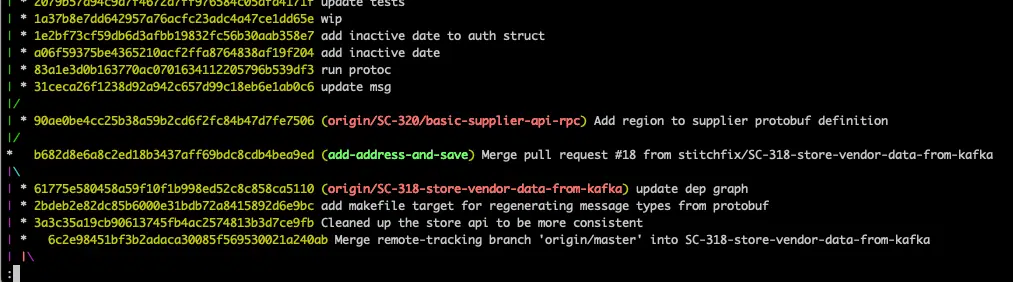 | * 2079b57a94c9a7f4672a7ff976584c05afd4171f update tests
| * 1a37b8e7dd642957a76acfc23adc4a47ce1dd65e wip
| * 1e2bf73cf59db6d3afbb19832fc56b30aab358e7 add inactive date to auth struct
| * a06f59375be4365210acf2ffa8764838af19f204 add inactive date
| * 83a1e3d0b163770ac0701634112205796b539df3 run protoc
| * 31ceca26f1238d92a942c657d99c18eb6e1ab0c6 update msg
|/
| * 90ae0be4cc25b38a59b2cd6f2fc84b47d7fe7506 (origin/SC-320/basic-supplier-api-rpc) Add region to supplier protobuf definition
|/
* b682d8e6a8c2ed18b3437aff69bdc8cdb4bea9ed (add-address-and-save) Merge pull request #18 from stitchfix/SC-318-store-vendor-data-from-kafka
|\
| * 61775e580458a59f10f1b998ed52c8c858ca5110 (origin/SC-318-store-vendor-data-from-kafka) update dep graph
| * 2bdeb2e82dc85b6000e31bdb72a8415892d6e9bc add makefile target for regenerating message types from protobuf
| * 3a3c35a19cb90613745fb4ac2574813b3d7ce9fb Cleaned up the store api to be more consistent
| * 6c2e98451bf3b2adaca30085f569530021a240ab Merge remote-tracking branch 'origin/master' into SC-318-store-vendor-data-from-kafka
| |\
: